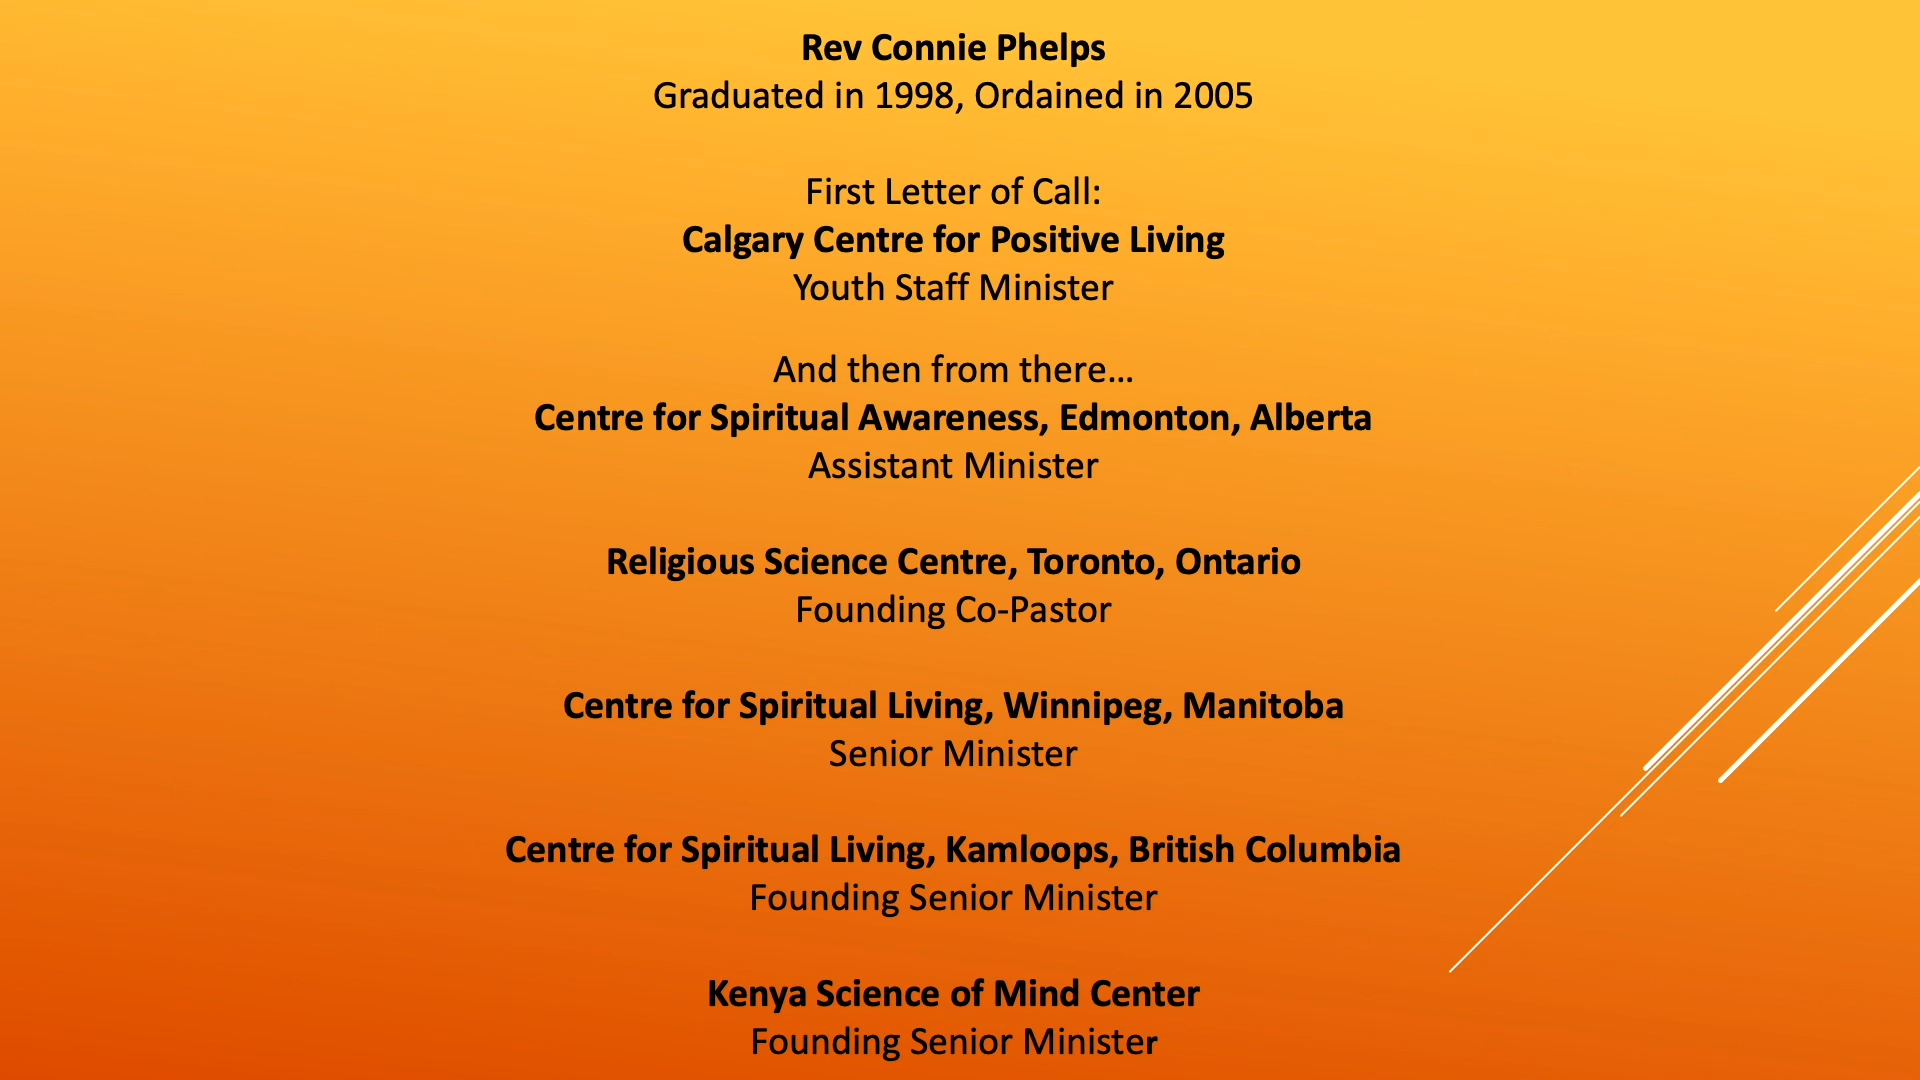 Rev Connie Phelps
Graduated in 1998, Ordained in 2005
First Letter of Call:
Calgary Centre for Positive Living
Youth Staff Minister
And then from there…
Centre for Spiritual Awareness, Edmonton, Alberta
Assistant Minister
Religious Science Centre, Toronto, Ontario
Founding Co-Pastor
Centre for Spiritual Living, Winnipeg, Manitoba
Senior Minister
Centre for Spiritual Living, Kamloops, British Columbia
Founding Senior Minister
Kenya Science of Mind Center
Founding Senior Minister